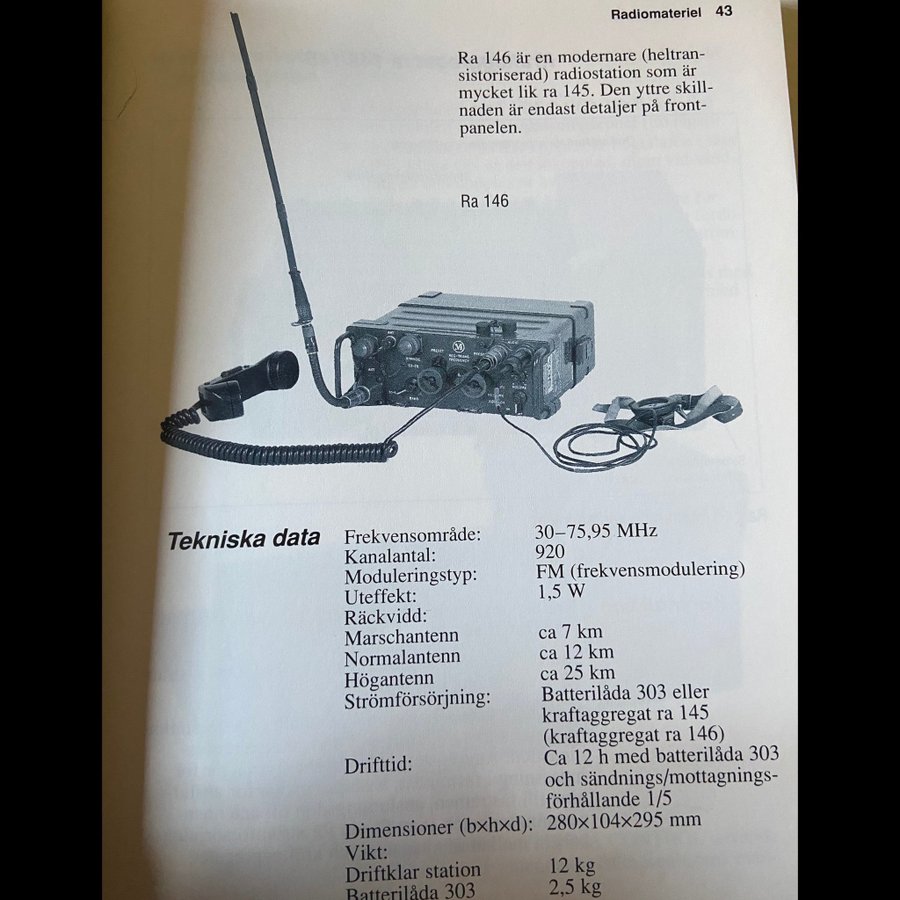 Radiomateriel 43
Ra 146 är en modernare (heltran-
sistoriserad) radiostation som är
mycket lik ra 145. Den yttre skill-
naden är endast detaljer på front-
panelen.
Ra 146
Tekniska data
Frekvensområde: 30–75,95 MHz
Kanalantal: 920
Moduleringstyp: FM (frekvensmodulering)
Uteffekt: 1,5 W
Räckvidd:
Marschantenn ca 7 km
Normalantenn ca 12 km
Högantenn ca 25 km
Strömförsörjning: Batterilåda 303 eller
kraftaggregat ra 145
(kraftaggregat ra 146)
Drifttid: Ca 12 h med batterilåda 303
och sändnings/mottagnings-
förhållande 1/5
Dimensioner (b×h×d): 280×104×295 mm
Vikt:
Driftklar station 12 kg
Batterilåda 303 2,5 kg